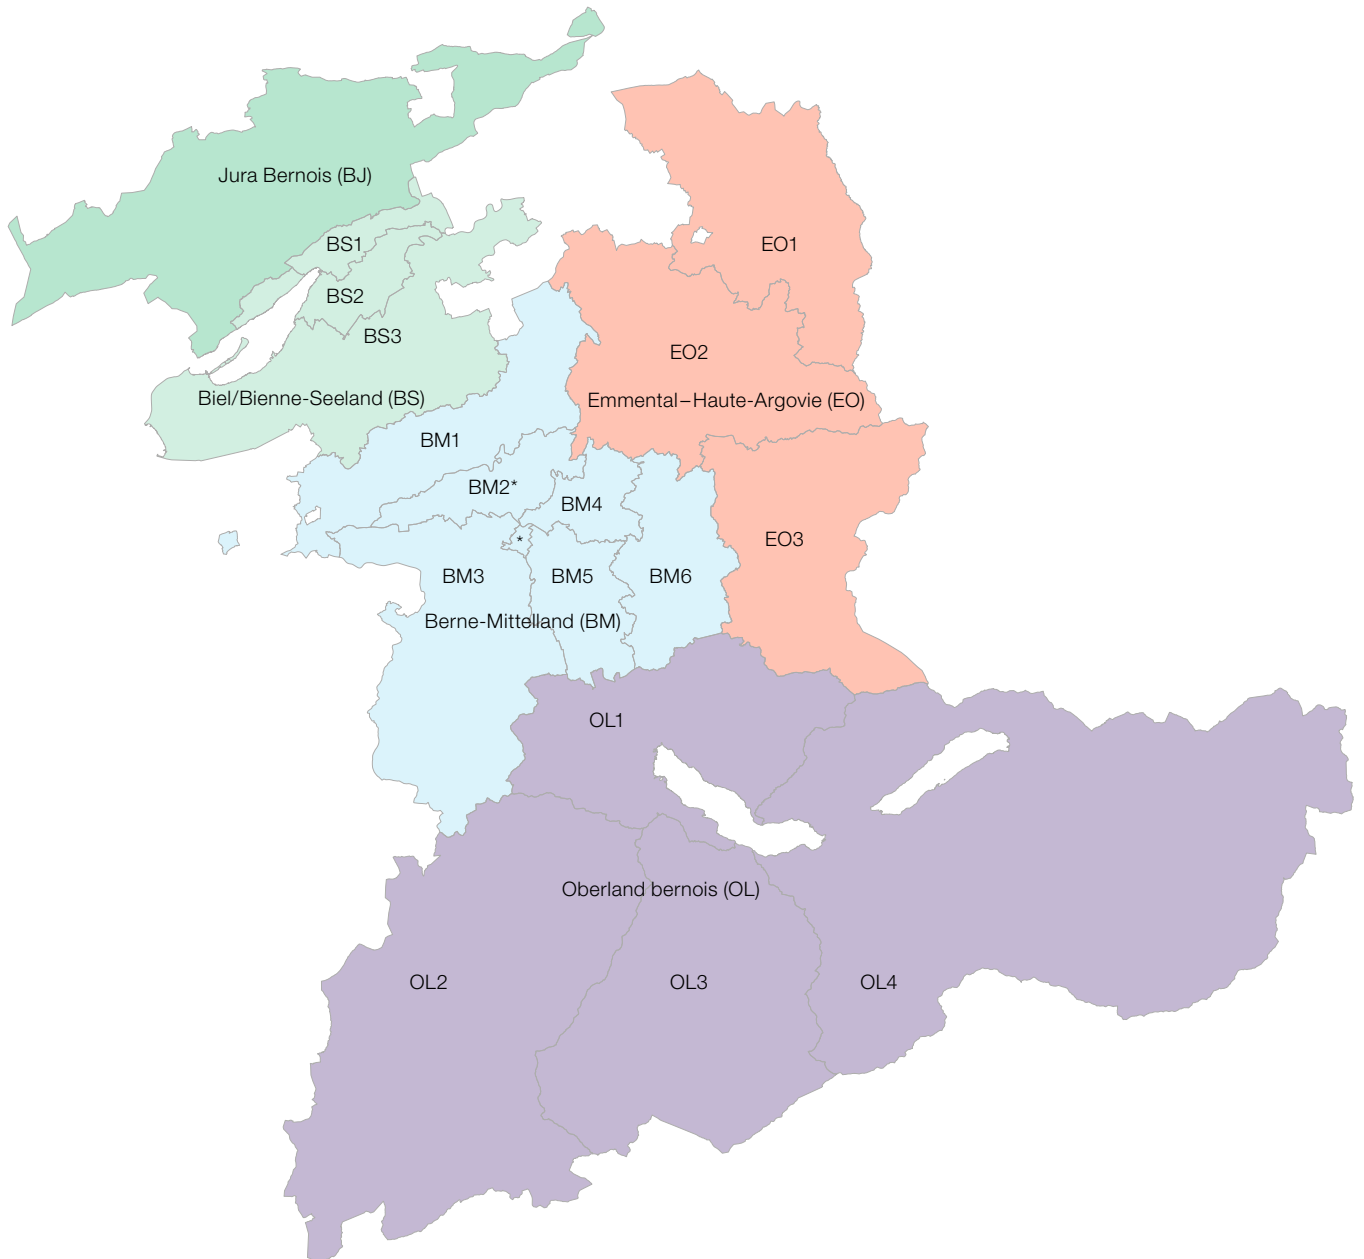 Jura Bernois (BJ)
BS1
EO1
BS2
BS3
EO2
Biel/Bienne-Seeland (BS)
Emmental–Haute-Argovie (EO)
BM1
BM2*
BM4
*
EO3
BM3
BM5
BM6
Berne-Mittelland (BM)
OL1
Oberland bernois (OL)
OL2
OL3
OL4